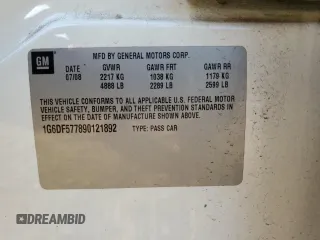 GM
MFD BY GENERAL MOTORS CORP.
DATE GVWR GAWR FRT GAWR RR
07/08 2217 KG 1038 KG 1179 KG
4888 LB 2289 LB 2599 LB
THIS VEHICLE CONFORMS TO ALL APPLICABLE U.S. FEDERAL MOTOR
VEHICLE SAFETY, BUMPER, AND THEFT PREVENTION STANDARDS
IN EFFECT ON THE DATE OF MANUFACTURE SHOWN ABOVE.
1G6DF577890121892 TYPE: PASS CAR
DREAMBID